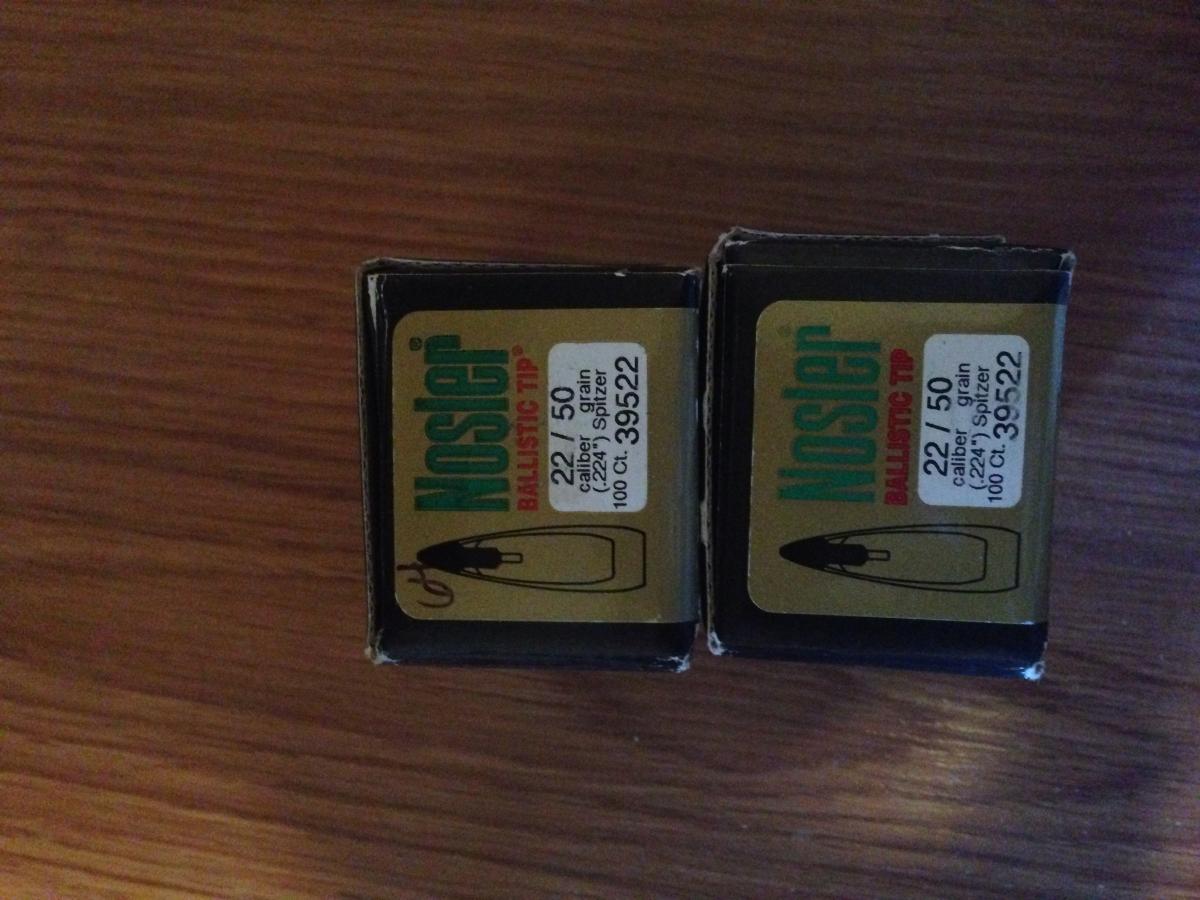 Nosler®
BALLISTIC TIP®
22 / 50
caliber grain
(.224") Spitzer
100 Ct. 39522
Nosler®
BALLISTIC TIP
22 / 50
caliber grain
(.224") Spitzer
100 Ct. 39522